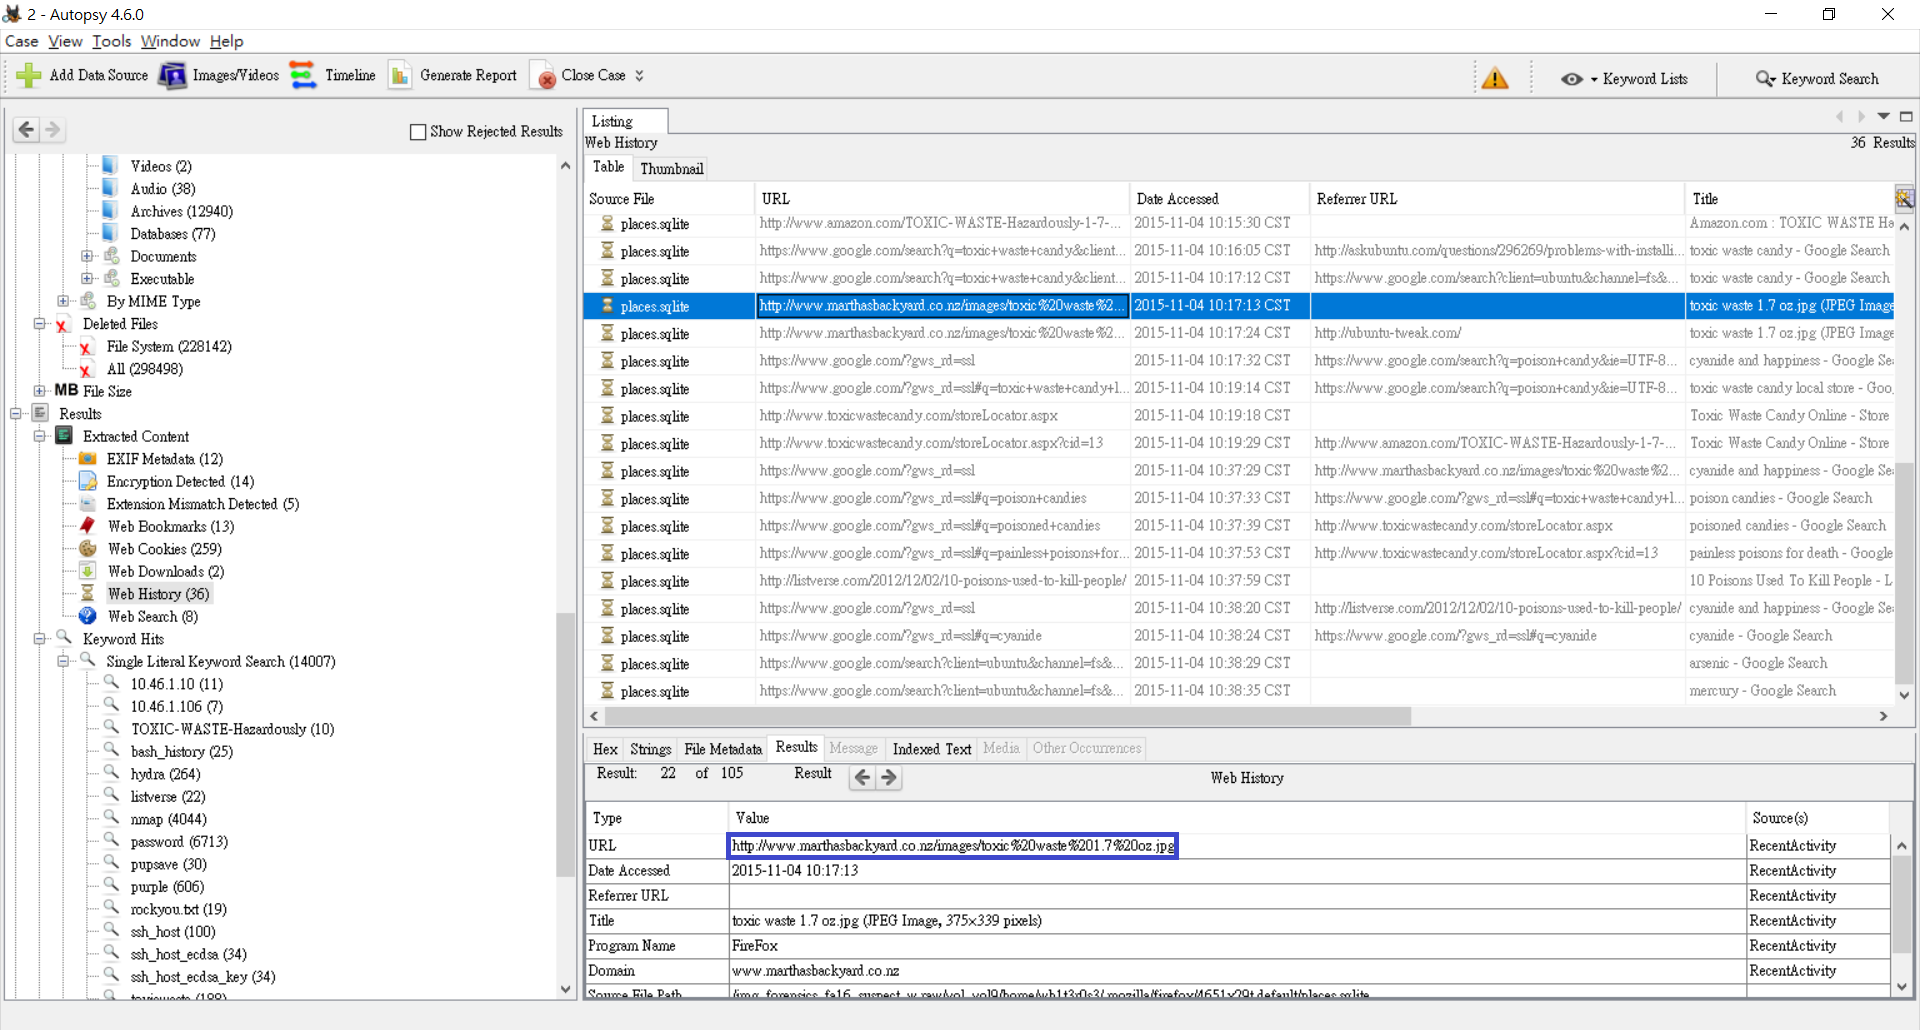 2 - Autopsy 4.6.0
Case View Tools Window Help
Add Data Source Images/Videos Timeline Generate Report Close Case Keyword Lists Keyword Search
Show Rejected Results
Videos (2)
Audio (38)
Archives (12940)
Databases (77)
Documents
Executable
By MIME Type
Deleted Files
File System (228142)
All (298498)
MB File Size
Results
Extracted Content
EXIF Metadata (12)
Encryption Detected (14)
Extension Mismatch Detected (5)
Web Bookmarks (13)
Web Cookies (259)
Web Downloads (2)
Web History (36)
Web Search (8)
Keyword Hits
Single Literal Keyword Search (14007)
10.46.1.10 (11)
10.46.1.106 (7)
TOXIC-WASTE-Hazardously (10)
bash_history (25)
hydra (264)
listverse (22)
nmap (4044)
password (6713)
pupsave (30)
purple (606)
rockyou.txt (19)
ssh_host (100)
ssh_host_ecdsa (34)
ssh_host_ecdsa_key (34)
Listing
Web History 36 Results
Table Thumbnail
Source File URL Date Accessed Referrer URL Title
places.sqlite http://www.amazon.com/TOXIC-WASTE-Hazardously-1-7-... 2015-11-04 10:15:30 CST Amazon.com : TOXIC WASTE Ha
places.sqlite https://www.google.com/search?q=toxic+waste+candy&client... 2015-11-04 10:16:05 CST http://askubuntu.com/questions/296269/problems-with-installi... toxic waste candy - Google Search
places.sqlite https://www.google.com/search?q=toxic+waste+candy&client... 2015-11-04 10:17:12 CST https://www.google.com/search?client=ubuntu&channel=fs&... toxic waste candy - Google Search
places.sqlite http://www.marthasbackyard.co.nz/images/toxic%20waste%2... 2015-11-04 10:17:13 CST toxic waste 1.7 oz.jpg (JPEG Image
places.sqlite http://www.marthasbackyard.co.nz/images/toxic%20waste%2... 2015-11-04 10:17:24 CST http://ubuntu-tweak.com/ toxic waste 1.7 oz.jpg (JPEG Image
places.sqlite https://www.google.com/?gws_rd=ssl 2015-11-04 10:17:32 CST https://www.google.com/search?q=poison+candy&ie=UTF-8... cyanide and happiness - Google Se
places.sqlite https://www.google.com/?gws_rd=ssl#q=toxic+waste+candy+l... 2015-11-04 10:19:14 CST https://www.google.com/search?q=poison+candy&ie=UTF-8... toxic waste candy local store - Goo
places.sqlite http://www.toxicwastecandy.com/storeLocator.aspx 2015-11-04 10:19:18 CST Toxic Waste Candy Online - Store
places.sqlite http://www.toxicwastecandy.com/storeLocator.aspx?cid=13 2015-11-04 10:19:29 CST http://www.amazon.com/TOXIC-WASTE-Hazardously-1-7-... Toxic Waste Candy Online - Store
places.sqlite https://www.google.com/?gws_rd=ssl 2015-11-04 10:37:29 CST http://www.marthasbackyard.co.nz/images/toxic%20waste%2... cyanide and happiness - Google Se
places.sqlite https://www.google.com/?gws_rd=ssl#q=poison+candies 2015-11-04 10:37:33 CST https://www.google.com/?gws_rd=ssl#q=toxic+waste+candy+l... poison candies - Google Search
places.sqlite https://www.google.com/?gws_rd=ssl#q=poisoned+candies 2015-11-04 10:37:39 CST http://www.toxicwastecandy.com/storeLocator.aspx poisoned candies - Google Search
places.sqlite https://www.google.com/?gws_rd=ssl#q=painless+poisons+for... 2015-11-04 10:37:53 CST http://www.toxicwastecandy.com/storeLocator.aspx?cid=13 painless poisons for death - Google
places.sqlite http://listverse.com/2012/12/02/10-poisons-used-to-kill-people/ 2015-11-04 10:37:59 CST 10 Poisons Used To Kill People - L
places.sqlite https://www.google.com/?gws_rd=ssl 2015-11-04 10:38:20 CST http://listverse.com/2012/12/02/10-poisons-used-to-kill-people/ cyanide and happiness - Google Se
places.sqlite https://www.google.com/?gws_rd=ssl#q=cyanide 2015-11-04 10:38:24 CST https://www.google.com/?gws_rd=ssl#q=cyanide cyanide - Google Search
places.sqlite https://www.google.com/search?client=ubuntu&channel=fs&... 2015-11-04 10:38:29 CST arsenic - Google Search
places.sqlite https://www.google.com/search?client=ubuntu&channel=fs&... 2015-11-04 10:38:35 CST mercury - Google Search
Hex Strings File Metadata Results Message Indexed Text Media Other Occurrences
Result: 22 of 105 Result Web History
Type Value Source(s)
URL http://www.marthasbackyard.co.nz/images/toxic%20waste%201.7%20oz.jpg RecentActivity
Date Accessed 2015-11-04 10:17:13 RecentActivity
Referrer URL RecentActivity
Title toxic waste 1.7 oz.jpg (JPEG Image, 375×339 pixels) RecentActivity
Program Name FireFox RecentActivity
Domain www.marthasbackyard.co.nz RecentActivity
Source File Path /img_forensics_fa16_suspect_w.raw/vol_vol9/home/wh1t3r0s3/.mozilla/firefox/4651x29t.default/places.sqlite